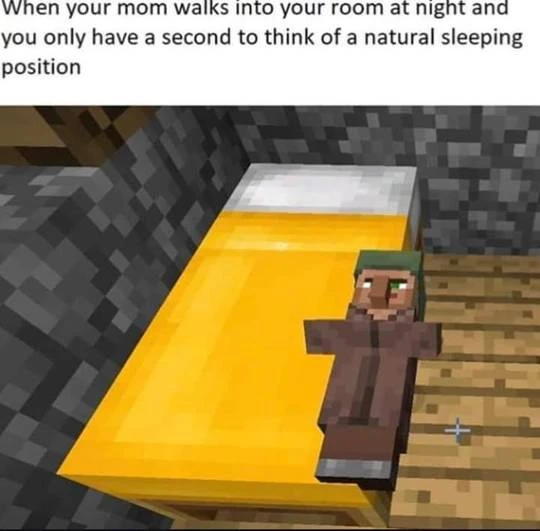 When your mom walks into your room at night and
you only have a second to think of a natural sleeping
position